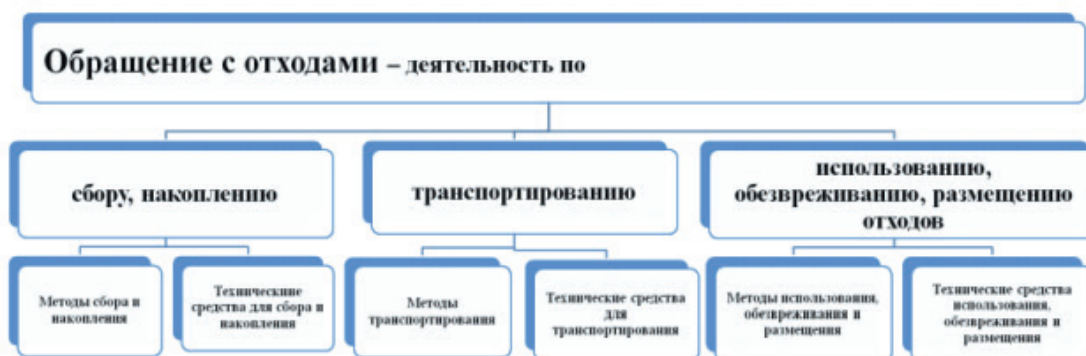 Обращение с отходами – деятельность по
сбору, накоплению
транспортированию
использованию,
обезвреживанию, размещению
отходов
Методы сбора и
накопления
Технические
средства для сбора и
накопления
Методы
транспортирования
Технические средства
для
транспортирования
Методы использования,
обезвреживания и
размещения
Технические средства
использования,
обезвреживания и
размещения